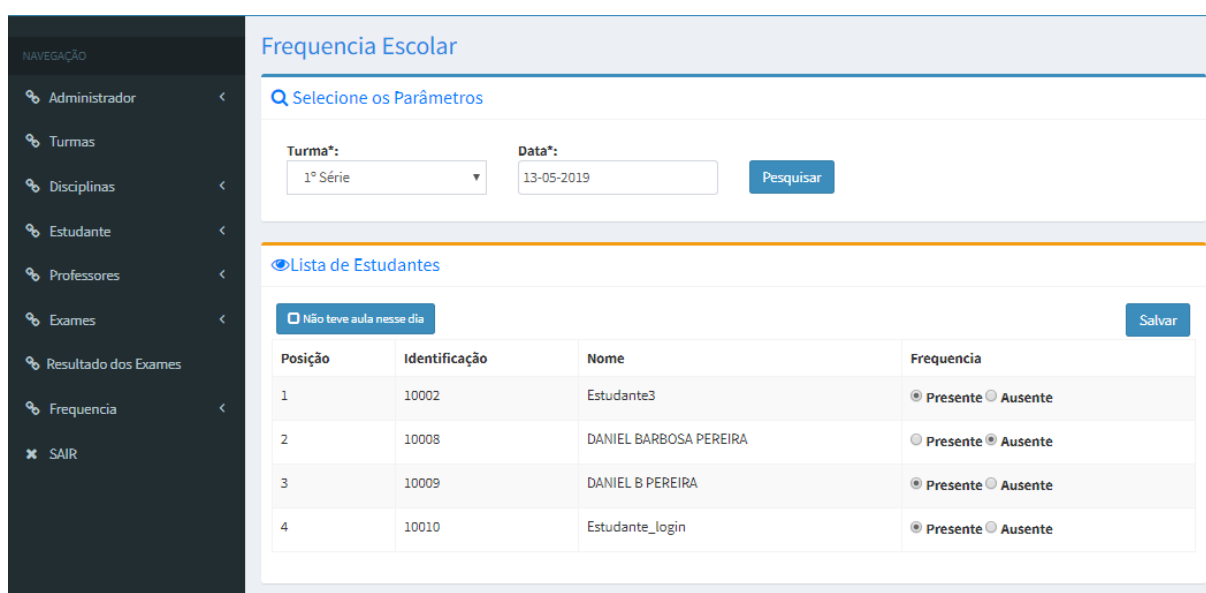 NAVEGAÇÃO
Administrador
Turmas
Disciplinas
Estudante
Professores
Exames
Resultado dos Exames
Frequencia
SAIR
Frequencia Escolar
Selecione os Parâmetros
Turma*: Data*:
1º Série 13-05-2019 Pesquisar
Lista de Estudantes
Não teve aula nesse dia Salvar
Posição Identificação Nome Frequencia
1 10002 Estudante3 Presente Ausente
2 10008 DANIEL BARBOSA PEREIRA Presente Ausente
3 10009 DANIEL B PEREIRA Presente Ausente
4 10010 Estudante_login Presente Ausente